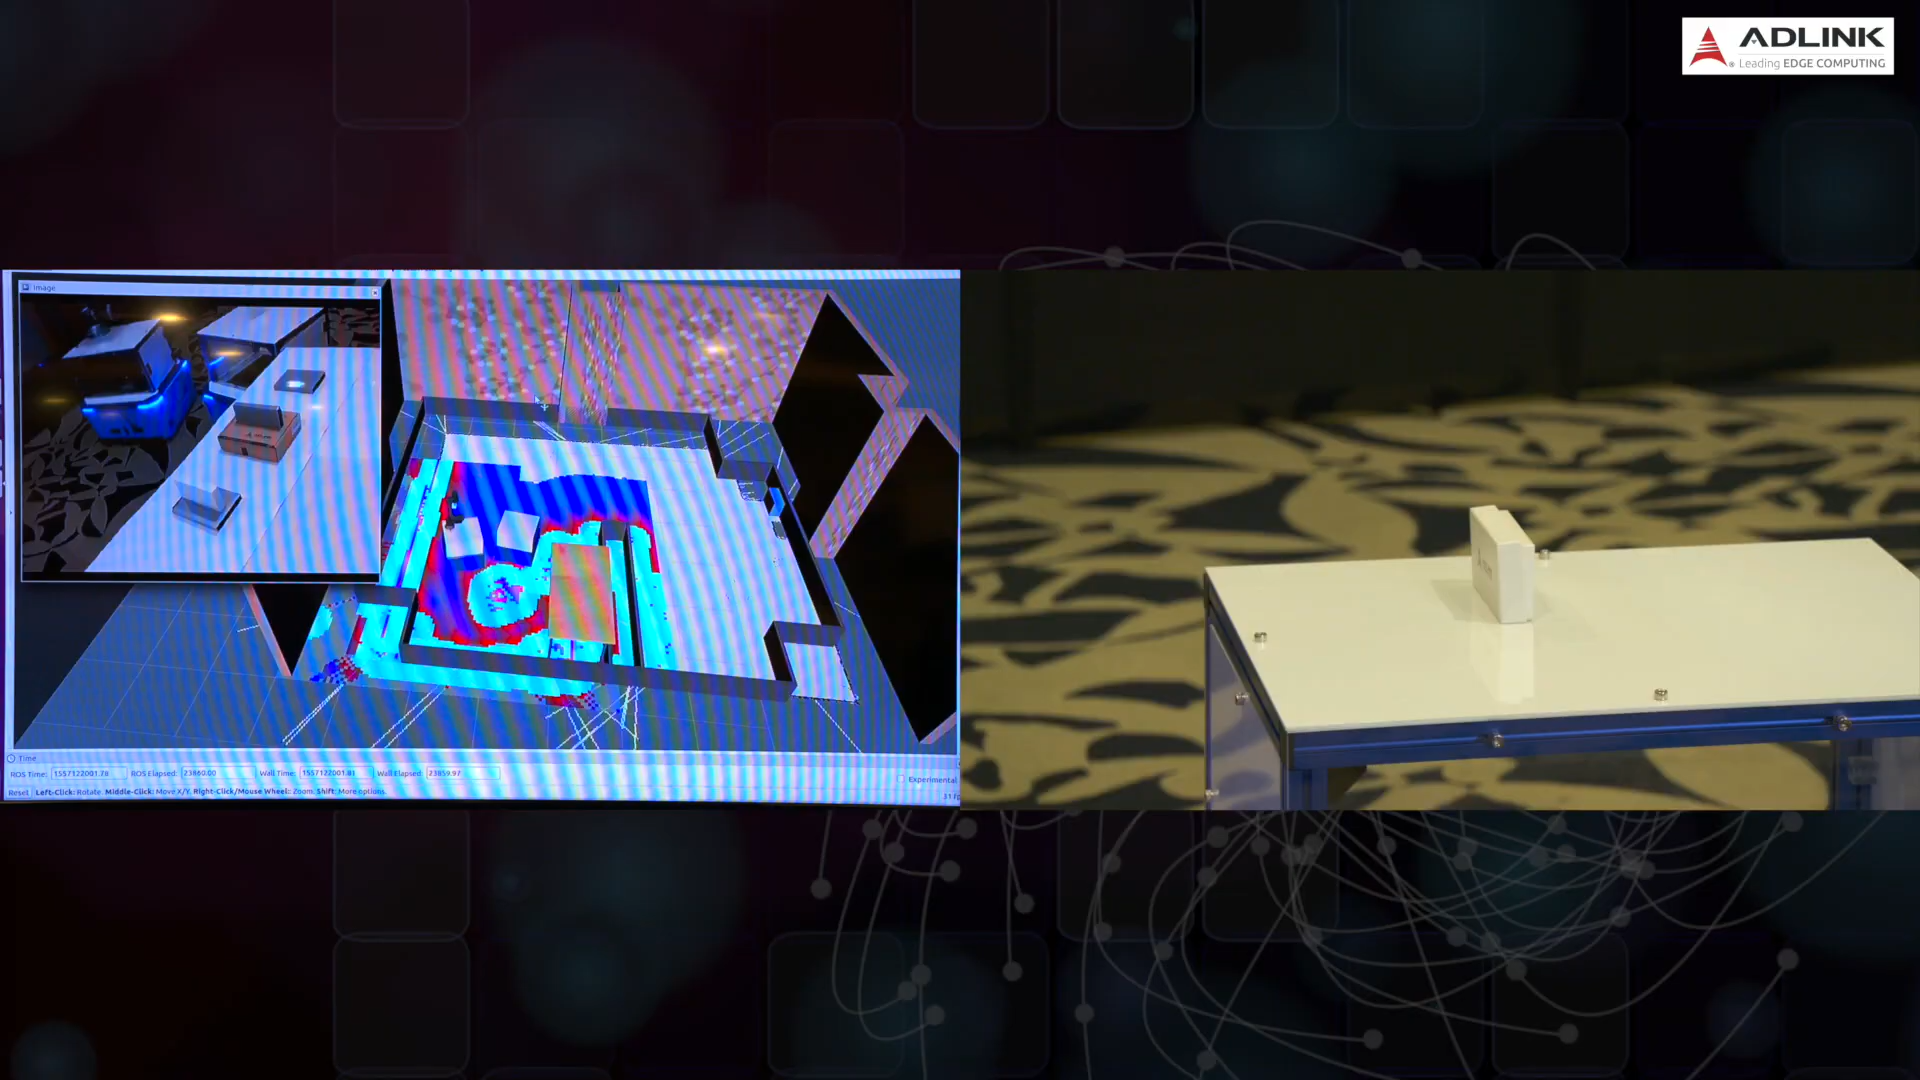 ADLINK
Leading EDGE COMPUTING
Image
Time
ROS Time: 1557122001.78 ROS Elapsed: 23860.00 Wall Time: 1557122001.81 Wall Elapsed: 23859.97 Experimental
Reset Left-Click: Rotate. Middle-Click: Move X/Y. Right-Click/Mouse Wheel: Zoom. Shift: More options.